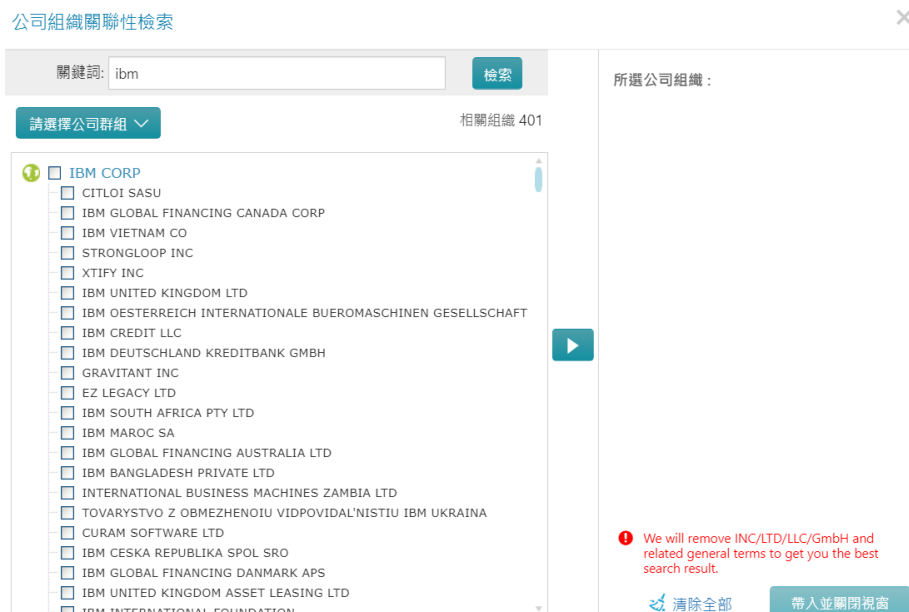 公司組織關聯性檢索
關鍵詞: ibm
檢索
請選擇公司群組
相關組織 401
IBM CORP
CITLOI SASU
IBM GLOBAL FINANCING CANADA CORP
IBM VIETNAM CO
STRONGLOOP INC
XTIFY INC
IBM UNITED KINGDOM LTD
IBM OESTERREICH INTERNATIONALE BUEROMASCHINEN GESELLSCHAFT
IBM CREDIT LLC
IBM DEUTSCHLAND KREDITBANK GMBH
GRAVITANT INC
EZ LEGACY LTD
IBM SOUTH AFRICA PTY LTD
IBM MAROC SA
IBM GLOBAL FINANCING AUSTRALIA LTD
IBM BANGLADESH PRIVATE LTD
INTERNATIONAL BUSINESS MACHINES ZAMBIA LTD
TOVARYSTVO Z OBMEZHENOIU VIDPOVIDAL'NISTIU IBM UKRAINA
CURAM SOFTWARE LTD
IBM CESKA REPUBLIKA SPOL SRO
IBM GLOBAL FINANCING DANMARK APS
IBM UNITED KINGDOM ASSET LEASING LTD
IBM INTERNATIONAL FOUNDATION
所選公司組織 :
We will remove INC/LTD/LLC/GmbH and
related general terms to get you the best
search result.
清除全部
帶入並關閉視窗